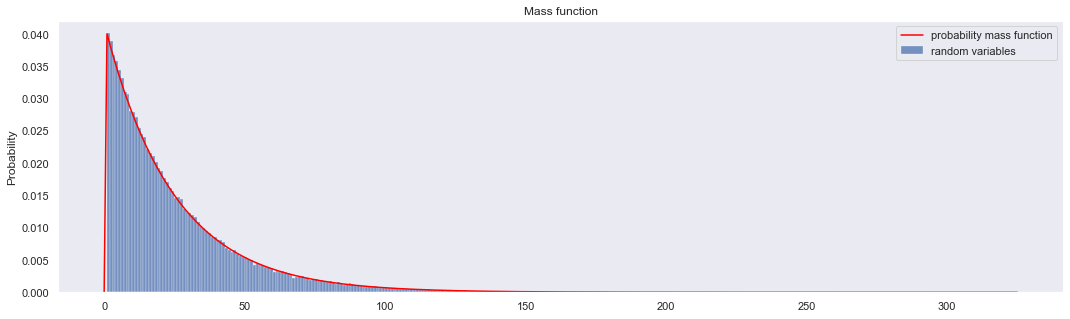 Mass function
probability mass function
random variables
Probability
0.040
0.035
0.030
0.025
0.020
0.015
0.010
0.005
0.000
0 50 100 150 200 250 300